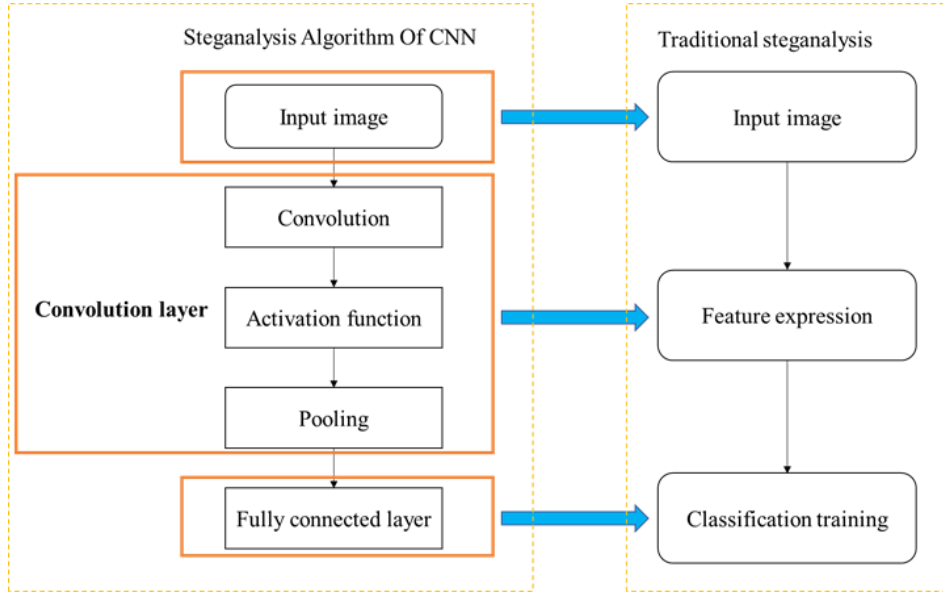 Steganalysis Algorithm Of CNN
Input image
Convolution
Convolution layer
Activation function
Pooling
Fully connected layer
Traditional steganalysis
Input image
Feature expression
Classification training